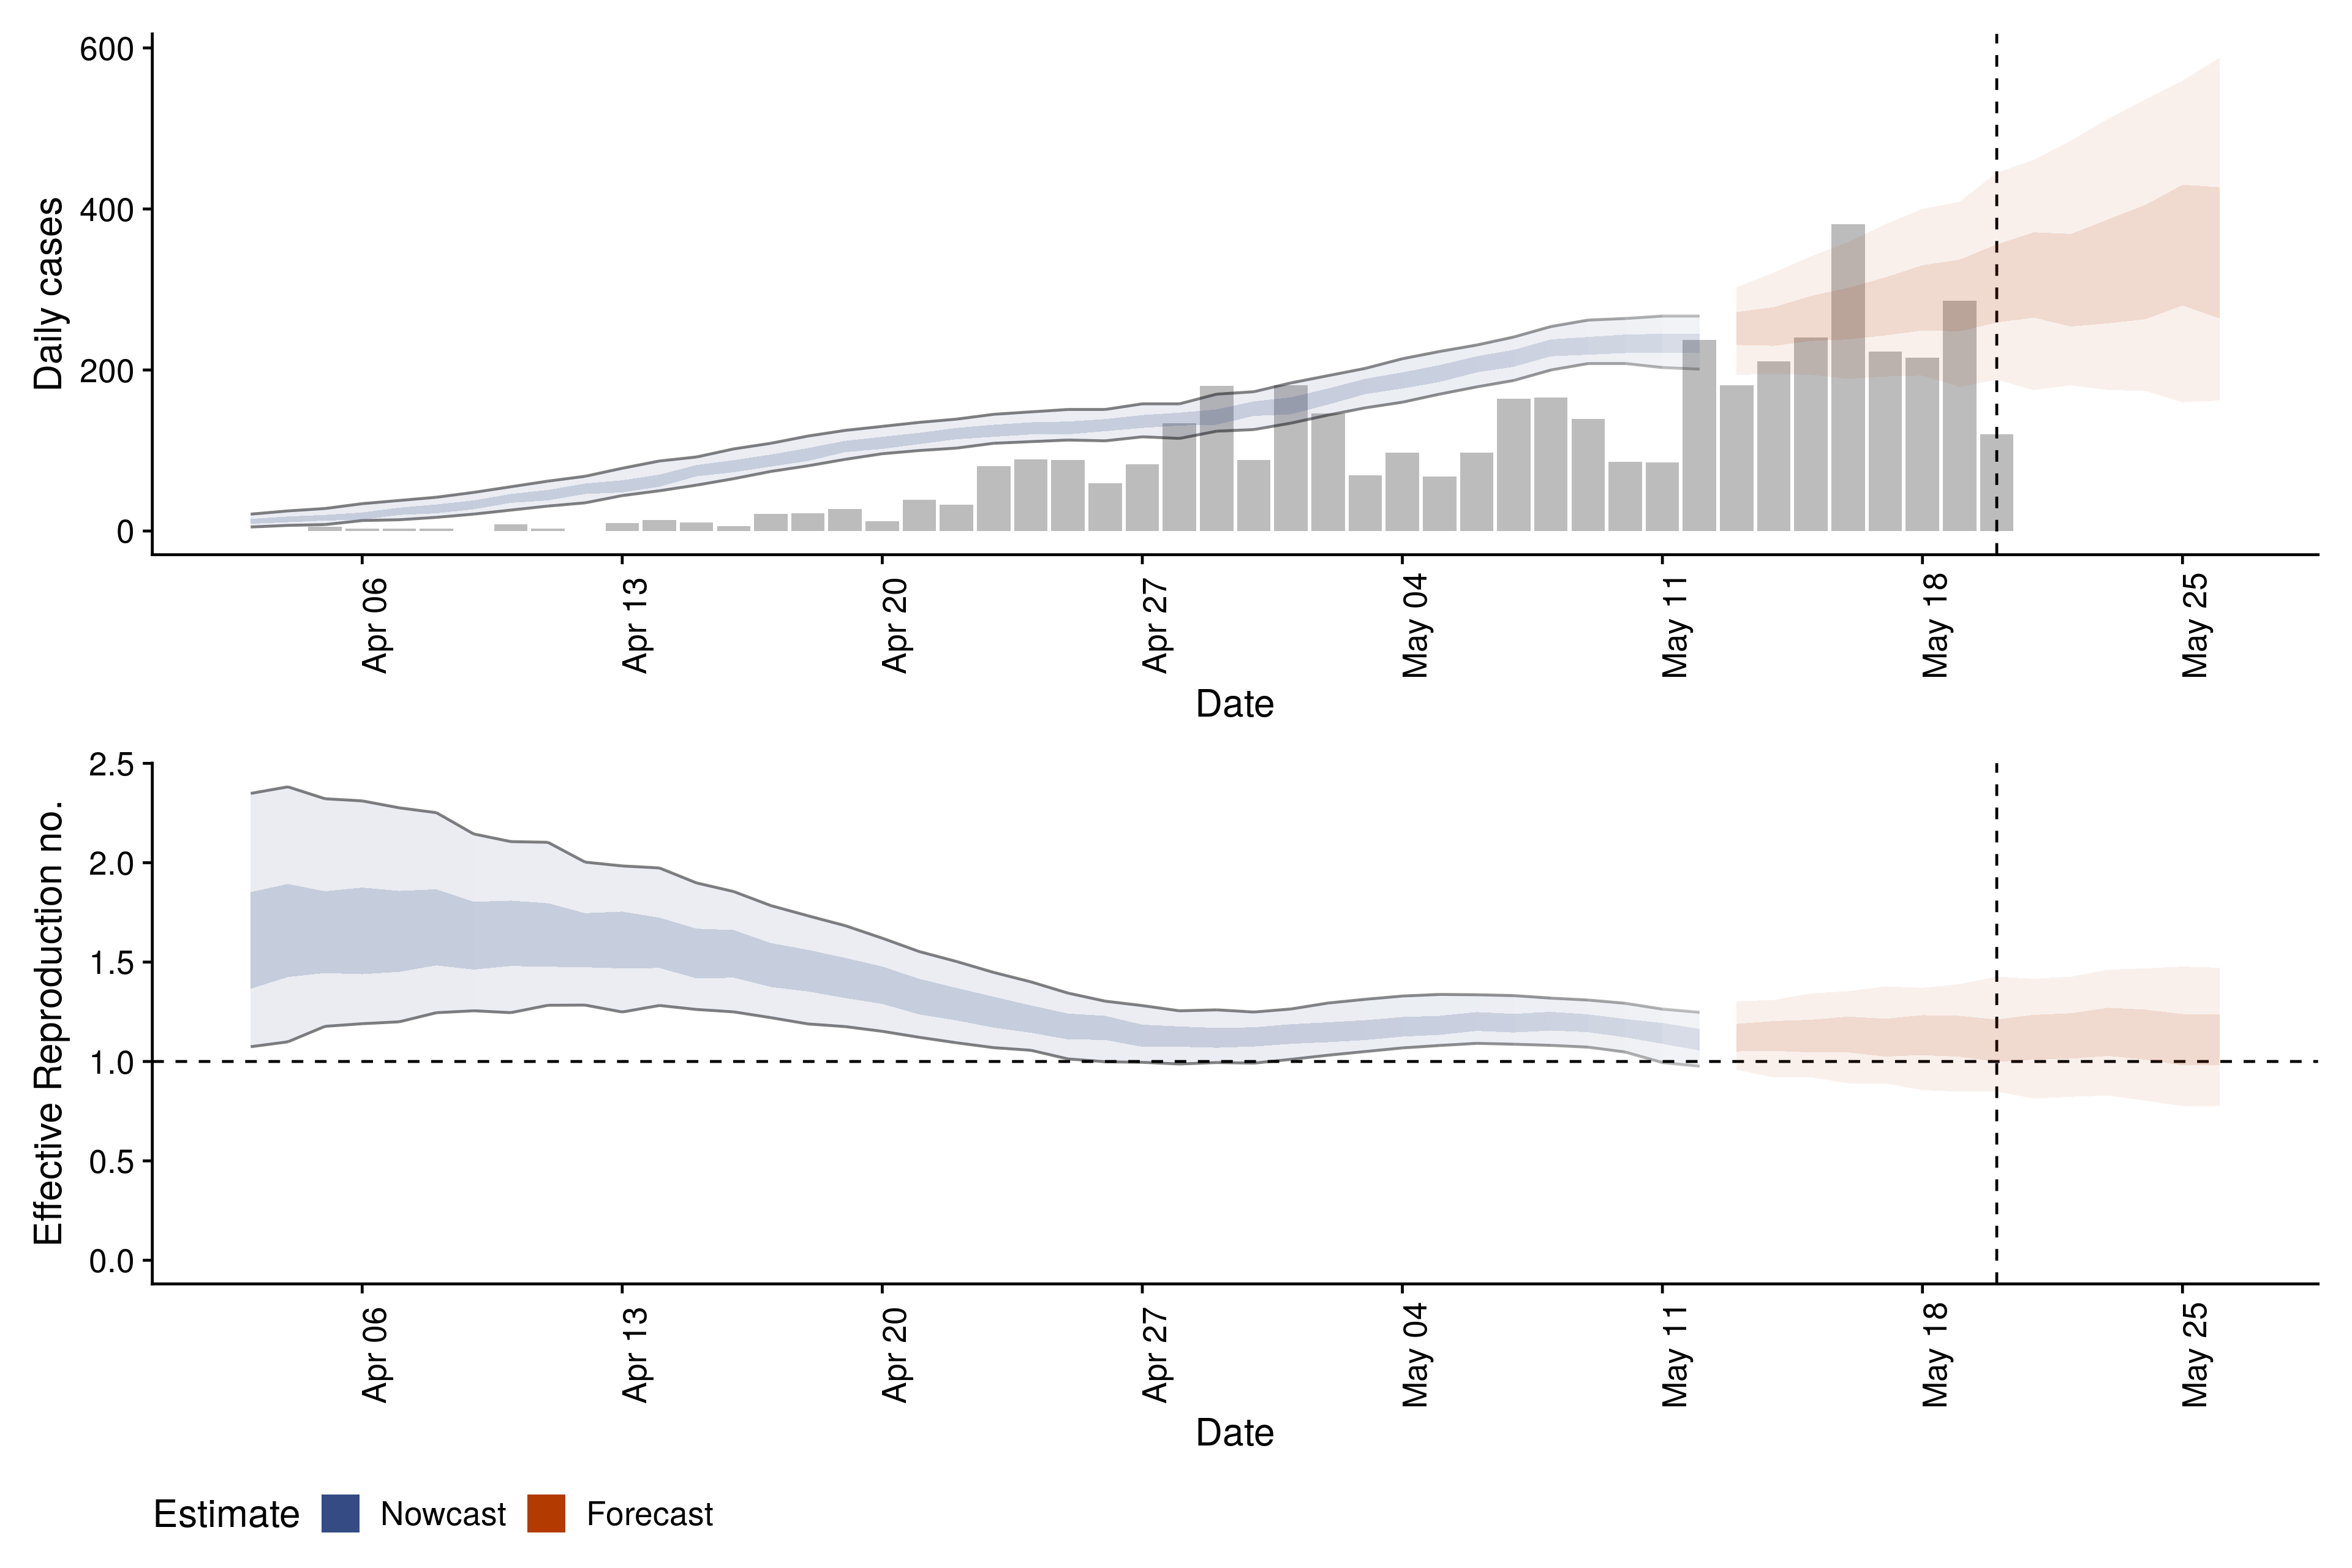 600
400
200
0
Daily cases
Apr 06
Apr 13
Apr 20
Apr 27
May 04
May 11
May 18
May 25
Date
2.5
2.0
1.5
1.0
0.5
0.0
Effective Reproduction no.
Apr 06
Apr 13
Apr 20
Apr 27
May 04
May 11
May 18
May 25
Date
Estimate Nowcast Forecast